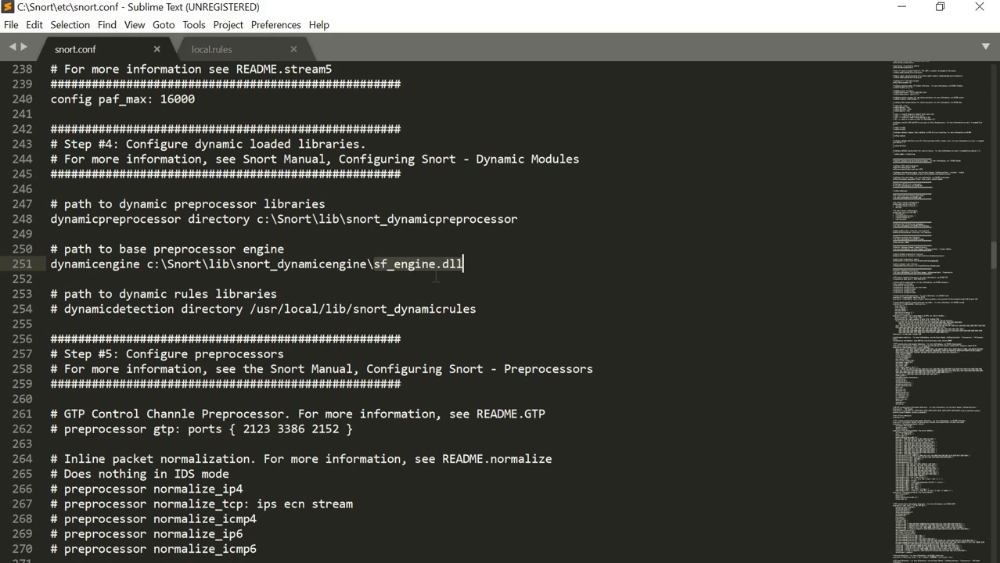 C:\Snort\etc\snort.conf - Sublime Text (UNREGISTERED)
File Edit Selection Find View Goto Tools Project Preferences Help
snort.conf × local.rules ×
238 # For more information see README.stream5
239 ###################################################
240 config paf_max: 16000
241
242 ###################################################
243 # Step #4: Configure dynamic loaded libraries.
244 # For more information, see Snort Manual, Configuring Snort - Dynamic Modules
245 ###################################################
246
247 # path to dynamic preprocessor libraries
248 dynamicpreprocessor directory c:\Snort\lib\snort_dynamicpreprocessor
249
250 # path to base preprocessor engine
251 dynamicengine c:\Snort\lib\snort_dynamicengine\sf_engine.dll
252
253 # path to dynamic rules libraries
254 # dynamicdetection directory /usr/local/lib/snort_dynamicrules
255
256 ###################################################
257 # Step #5: Configure preprocessors
258 # For more information, see the Snort Manual, Configuring Snort - Preprocessors
259 ###################################################
260
261 # GTP Control Channle Preprocessor. For more information, see README.GTP
262 # preprocessor gtp: ports { 2123 3386 2152 }
263
264 # Inline packet normalization. For more information, see README.normalize
265 # Does nothing in IDS mode
266 # preprocessor normalize_ip4
267 # preprocessor normalize_tcp: ips ecn stream
268 # preprocessor normalize_icmp4
269 # preprocessor normalize_ip6
270 # preprocessor normalize_icmp6
271